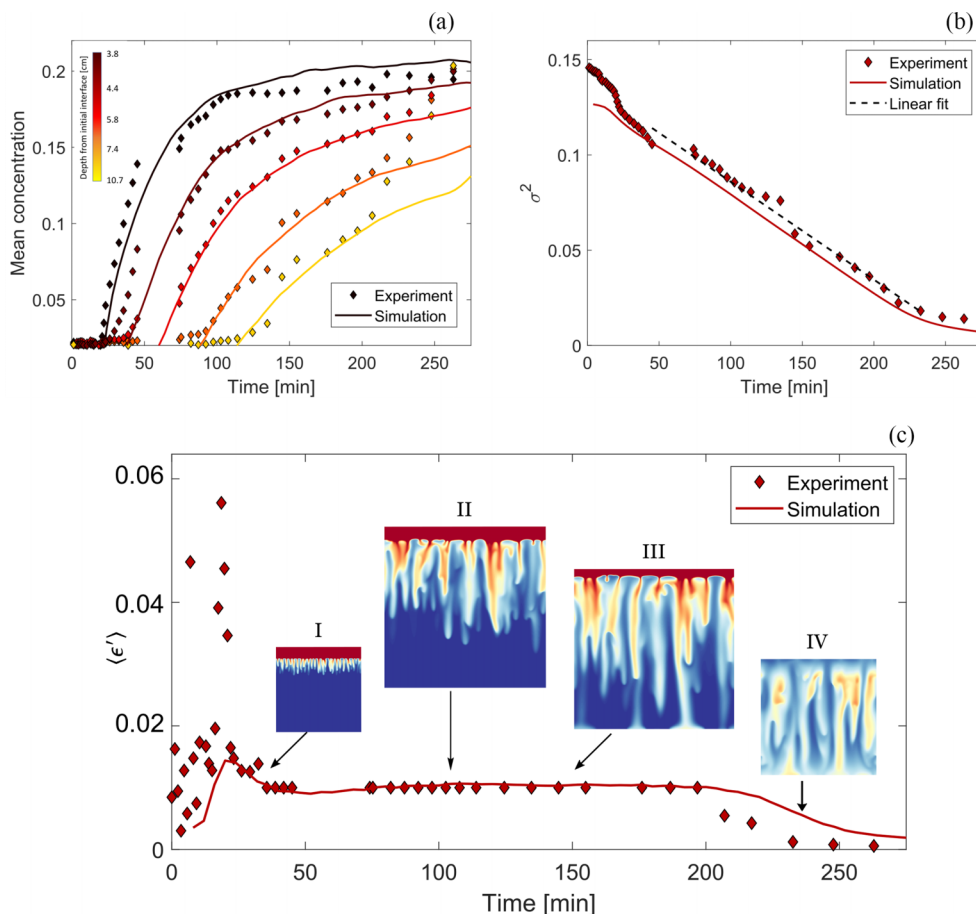 (a)
Mean concentration
0.2
0.15
0.1
0.05
Depth from initial interface [cm]
3.8
4.4
5.8
7.4
10.7
Experiment
Simulation
0
50
100
150
200
250
Time [min]
(b)
σ²
0.15
0.1
0.05
0
Experiment
Simulation
Linear fit
0
50
100
150
200
250
Time [min]
(c)
⟨ϵ′⟩
0.06
0.04
0.02
0
Experiment
Simulation
I
II
III
IV
0
50
100
150
200
250
Time [min]